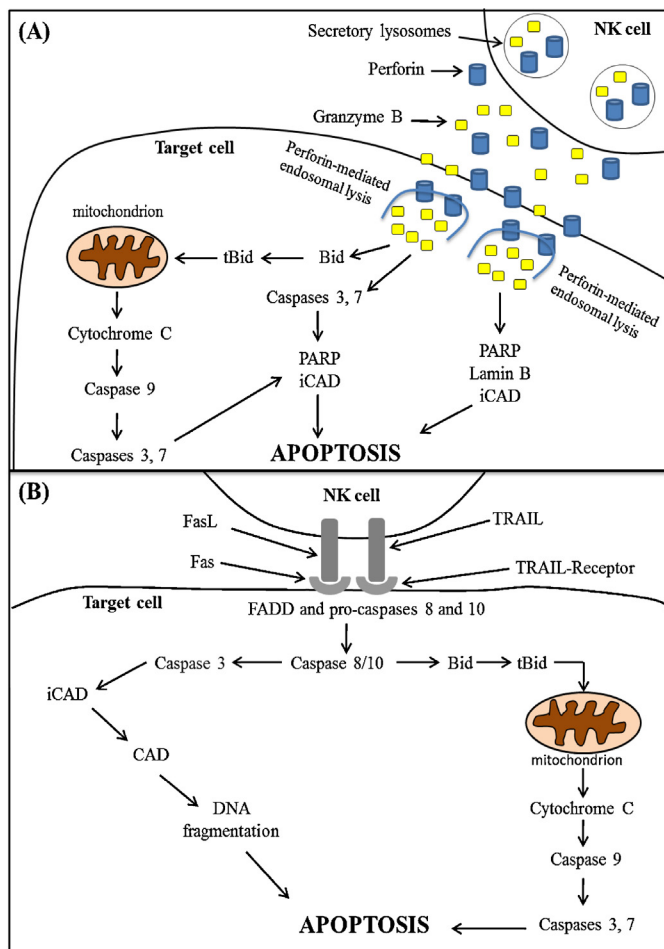 (A)
Secretory lysosomes
NK cell
Perforin
Granzyme B
Target cell
Perforin-mediated
endosomal lysis
mitochondrion
tBid
Bid
Caspases 3, 7
Perforin-mediated
endosomal lysis
Cytochrome C
PARP
iCAD
PARP
Lamin B
iCAD
Caspase 9
Caspases 3, 7
APOPTOSIS
(B)
NK cell
FasL
TRAIL
Fas
TRAIL-Receptor
Target cell
FADD and pro-caspases 8 and 10
Caspase 3
Caspase 8/10
Bid
tBid
iCAD
CAD
mitochondrion
DNA
fragmentation
Cytochrome C
Caspase 9
APOPTOSIS
Caspases 3, 7